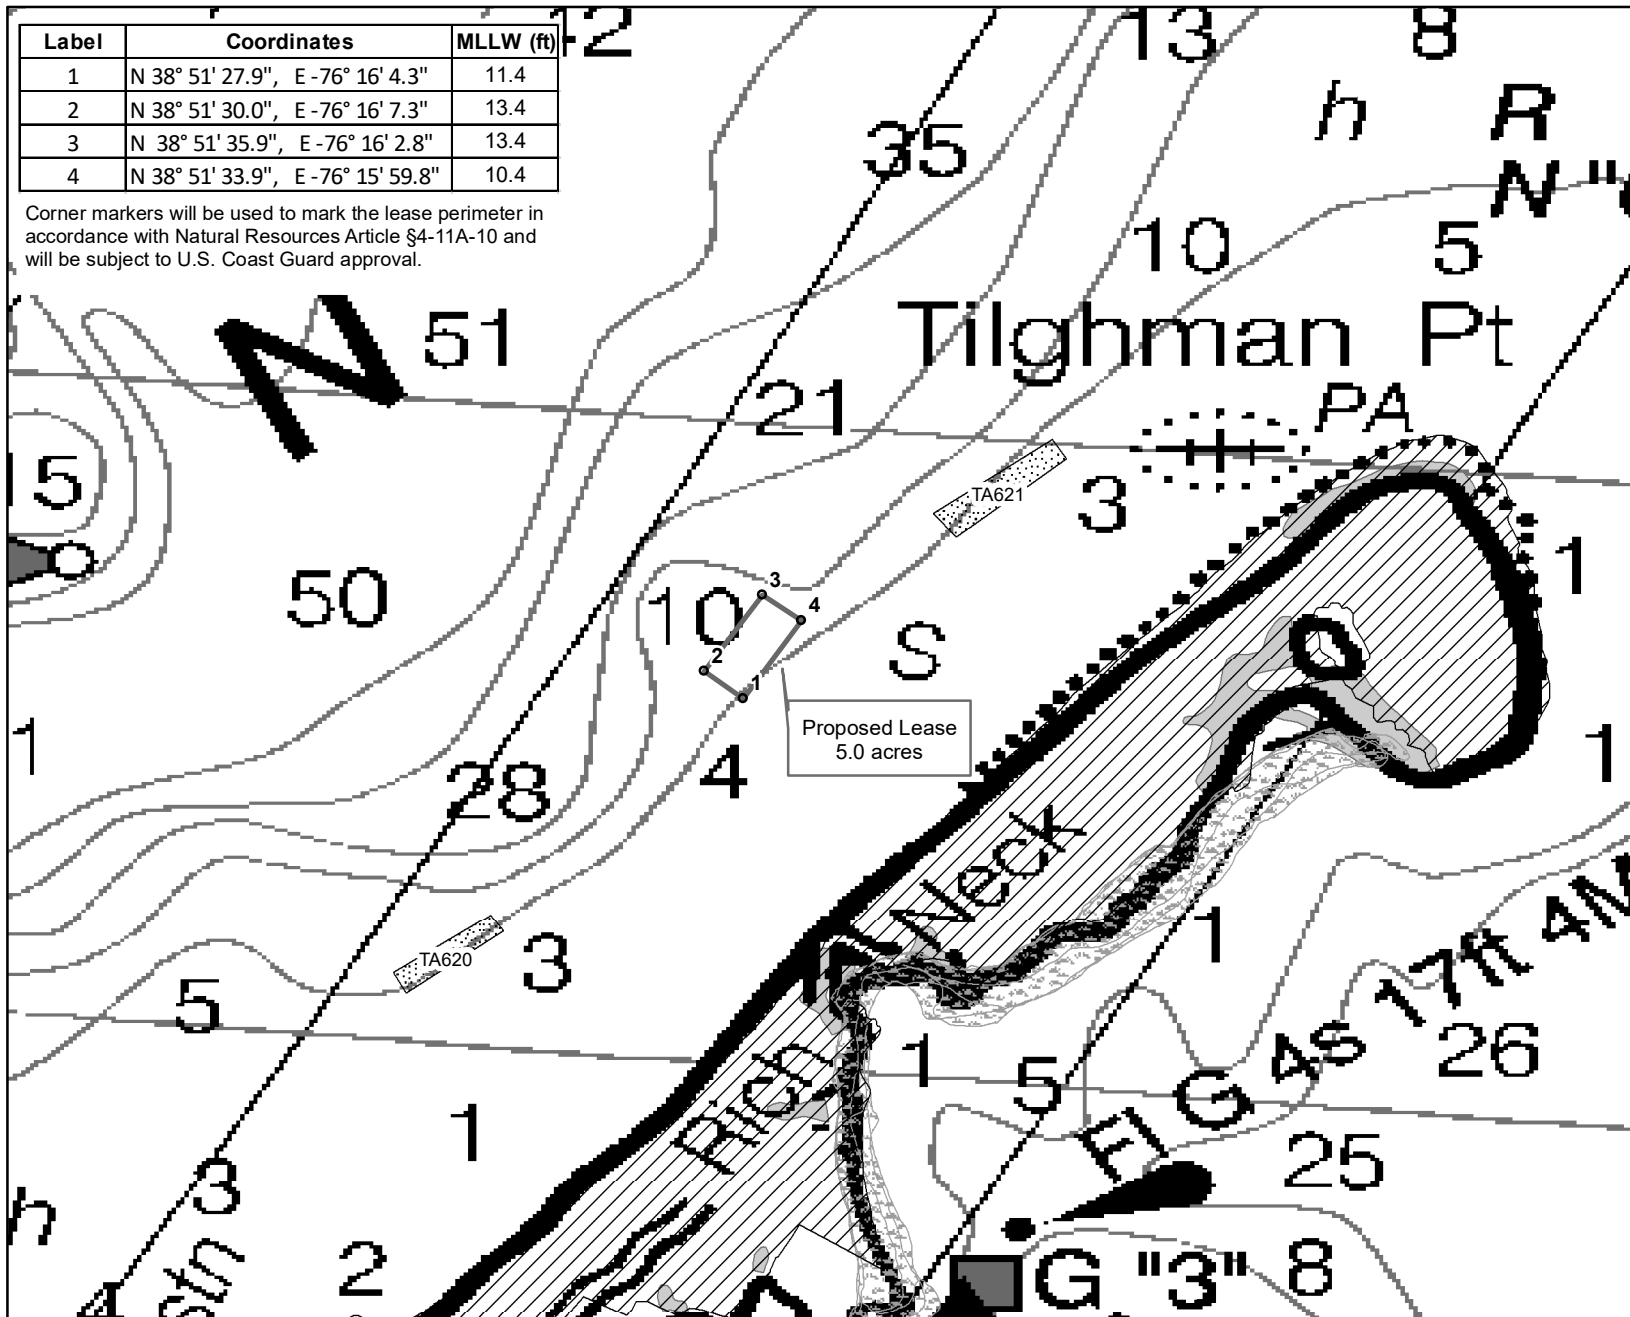 Label Coordinates MLLW (ft)
1 N 38° 51' 27.9", E -76° 16' 4.3" 11.4
2 N 38° 51' 30.0", E -76° 16' 7.3" 13.4
3 N 38° 51' 35.9", E -76° 16' 2.8" 13.4
4 N 38° 51' 33.9", E -76° 15' 59.8" 10.4
Corner markers will be used to mark the lease perimeter in
accordance with Natural Resources Article §4-11A-10 and
will be subject to U.S. Coast Guard approval.
2
13
8
h
R
35
N "
10
5
N
51
Tilghman Pt
21
PA
15
TA621
3
1
50
10
3
4
S
2
1
1
Proposed Lease
5.0 acres
1
4
28
Neck
4M
1
17ft
TA620
3
5
4s
26
1
5
Rich
G
Fl
1
25
3
h
stn
2
G "3"
8
4